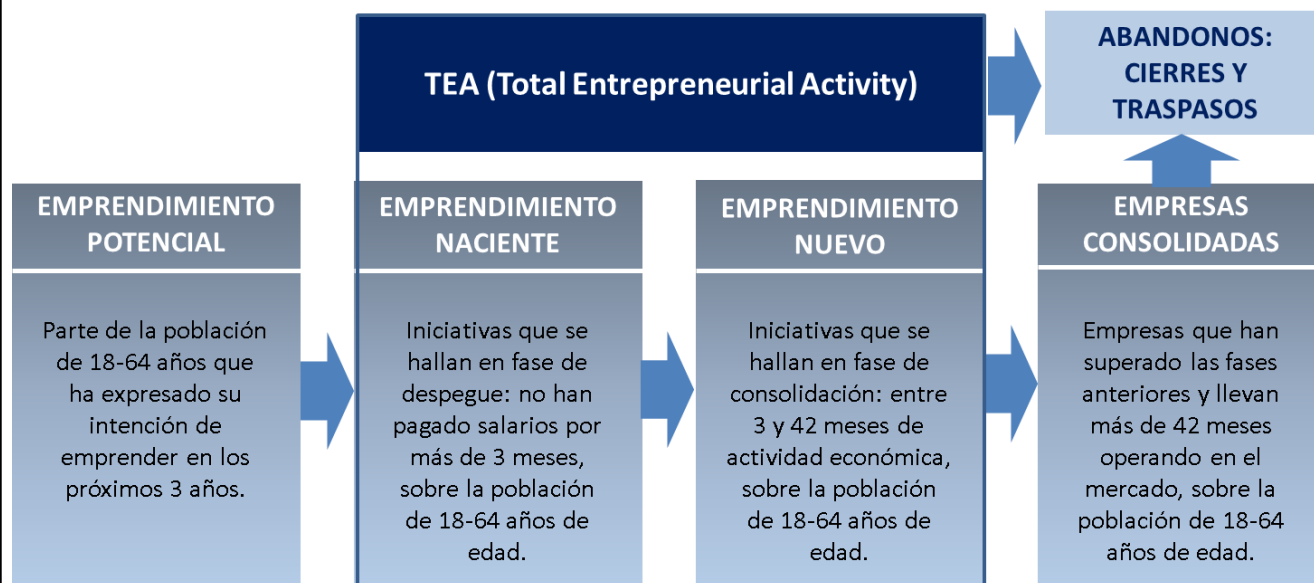 TEA (Total Entrepreneurial Activity)
ABANDONOS:
CIERRES Y
TRASPASOS
EMPRENDIMIENTO
POTENCIAL
Parte de la población
de 18-64 años que
ha expresado su
intención de
emprender en los
próximos 3 años.
EMPRENDIMIENTO
NACIENTE
Iniciativas que se
hallan en fase de
despegue: no han
pagado salarios por
más de 3 meses,
sobre la población
de 18-64 años de
edad.
EMPRENDIMIENTO
NUEVO
Iniciativas que se
hallan en fase de
consolidación: entre
3 y 42 meses de
actividad económica,
sobre la población
de 18-64 años de
edad.
EMPRESAS
CONSOLIDADAS
Empresas que han
superado las fases
anteriores y llevan
más de 42 meses
operando en el
mercado, sobre la
población de 18-64
años de edad.